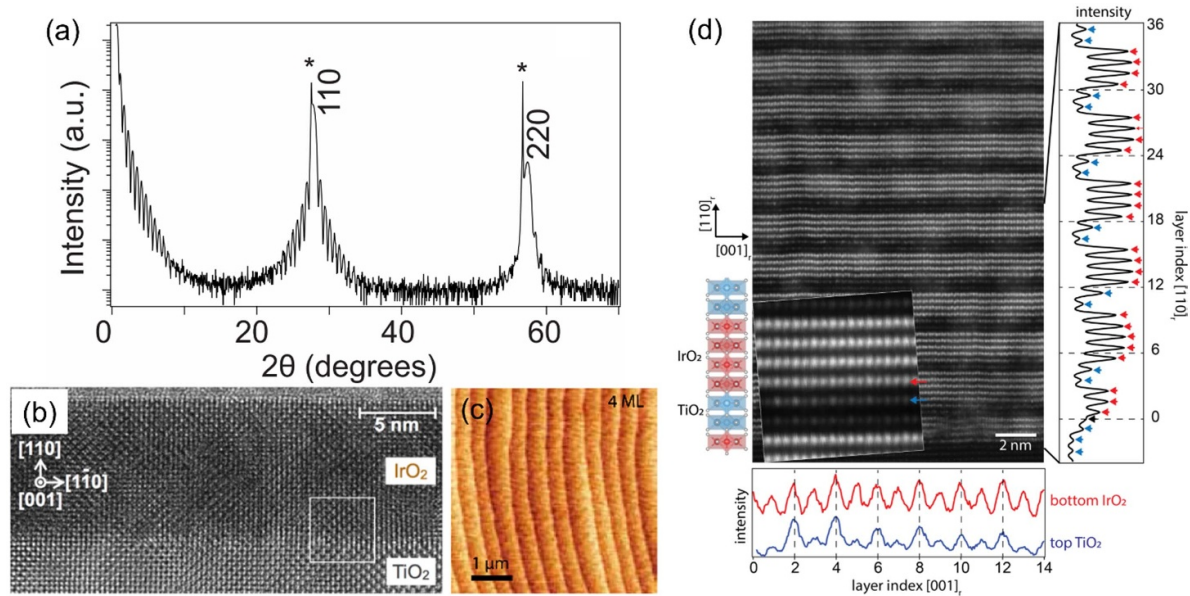 (a)
Intensity (a.u.)
*
110
*
220
0
20
40
60
2θ (degrees)
(b)
5 nm
[110]
[11̅0]
[001]
IrO₂
TiO₂
(c)
4 ML
1 μm
(d)
[110]ᵣ
[001]ᵣ
IrO₂
TiO₂
2 nm
intensity
36
30
24
18
12
6
0
layer index [110]ᵣ
intensity
bottom IrO₂
top TiO₂
0 2 4 6 8 10 12 14
layer index [001]ᵣ